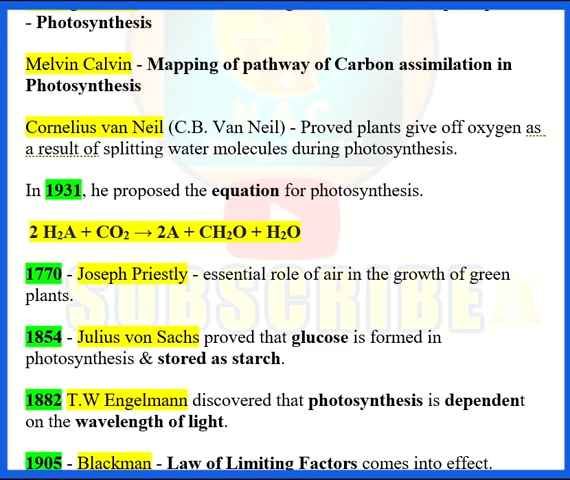 - Photosynthesis
Melvin Calvin - Mapping of pathway of Carbon assimilation in
Photosynthesis
Cornelius van Neil (C.B. Van Neil) - Proved plants give off oxygen as
a result of splitting water molecules during photosynthesis.
In 1931, he proposed the equation for photosynthesis.
2 H₂A + CO₂ → 2A + CH₂O + H₂O
1770 - Joseph Priestly - essential role of air in the growth of green
plants.
SUBSCRIBE
1854 - Julius von Sachs proved that glucose is formed in
photosynthesis & stored as starch.
1882 T.W Engelmann discovered that photosynthesis is dependent
on the wavelength of light.
1905 - Blackman - Law of Limiting Factors comes into effect.